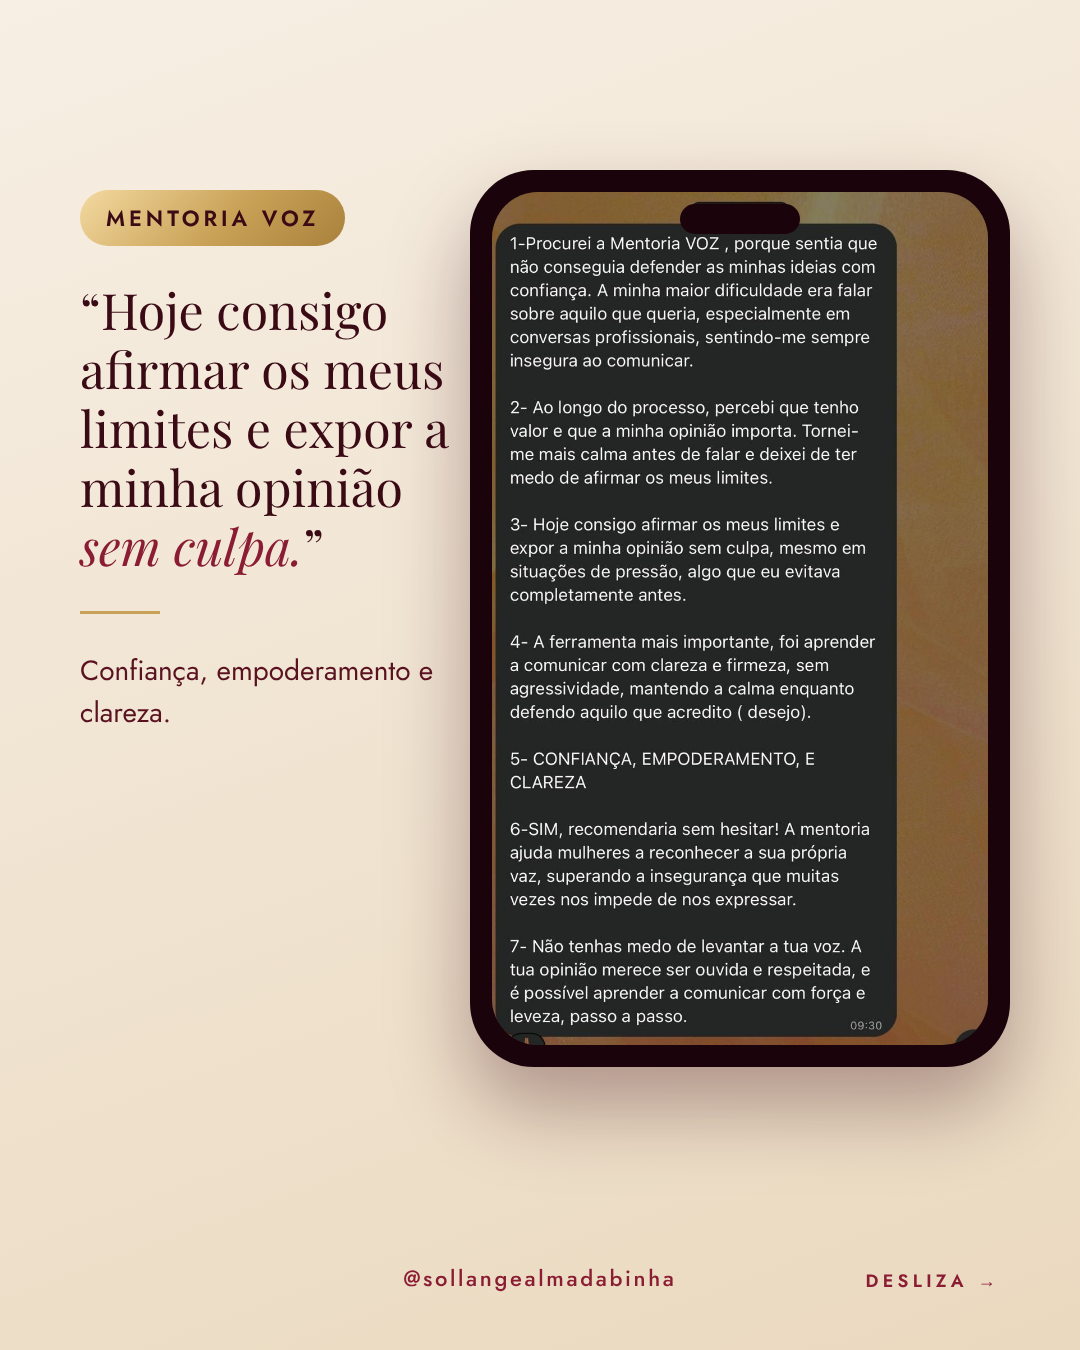 MENTORIA VOZ
“Hoje consigo
afirmar os meus
limites e expor a
minha opinião
sem culpa.”
Confiança, empoderamento e
clareza.
1-Procurei a Mentoria VOZ , porque sentia que
não conseguia defender as minhas ideias com
confiança. A minha maior dificuldade era falar
sobre aquilo que queria, especialmente em
conversas profissionais, sentindo-me sempre
insegura ao comunicar.
2- Ao longo do processo, percebi que tenho
valor e que a minha opinião importa. Tornei-
me mais calma antes de falar e deixei de ter
medo de afirmar os meus limites.
3- Hoje consigo afirmar os meus limites e
expor a minha opinião sem culpa, mesmo em
situações de pressão, algo que eu evitava
completamente antes.
4- A ferramenta mais importante, foi aprender
a comunicar com clareza e firmeza, sem
agressividade, mantendo a calma enquanto
defendo aquilo que acredito ( desejo).
5- CONFIANÇA, EMPODERAMENTO, E
CLAREZA
6-SIM, recomendaria sem hesitar! A mentoria
ajuda mulheres a reconhecer a sua própria
vaz, superando a insegurança que muitas
vezes nos impede de nos expressar.
7- Não tenhas medo de levantar a tua voz. A
tua opinião merece ser ouvida e respeitada, e
é possível aprender a comunicar com força e
leveza, passo a passo.
09:30
@sollangealmadabinha
DESLIZA →